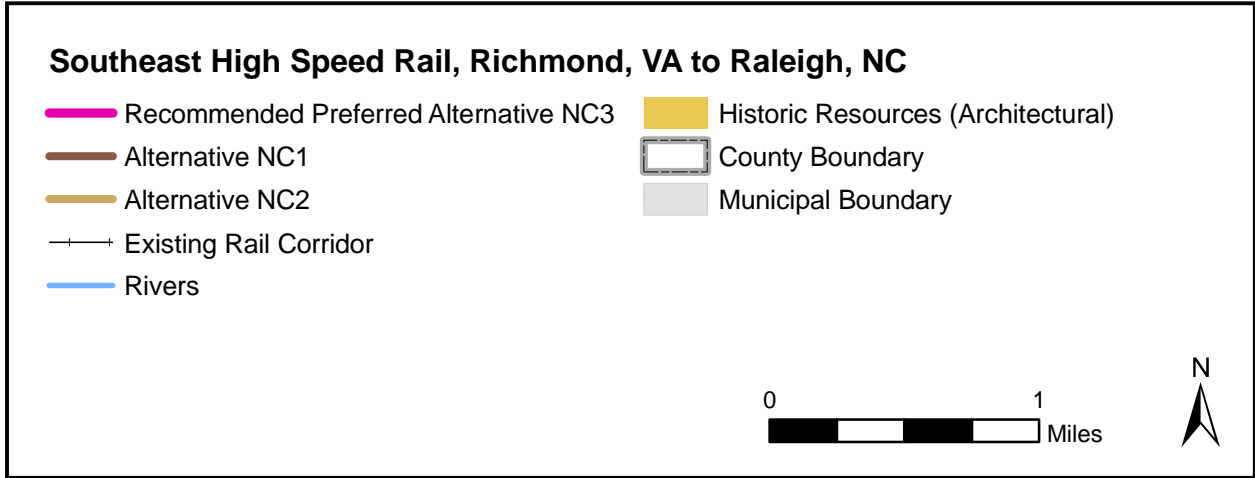 Southeast High Speed Rail, Richmond, VA to Raleigh, NC
Recommended Preferred Alternative NC3
Alternative NC1
Alternative NC2
Existing Rail Corridor
Rivers
Historic Resources (Architectural)
County Boundary
Municipal Boundary
0 1
Miles
N